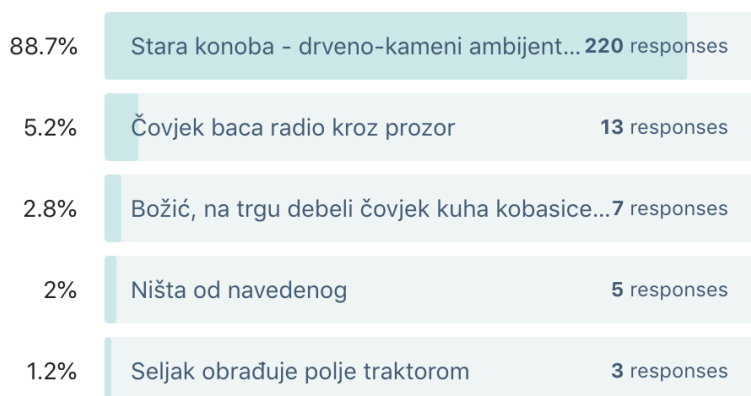 88.7% Stara konoba - drveno-kameni ambijent... 220 responses
5.2% Čovjek baca radio kroz prozor 13 responses
2.8% Božić, na trgu debeli čovjek kuha kobasice... 7 responses
2% Ništa od navedenog 5 responses
1.2% Seljak obrađuje polje traktorom 3 responses